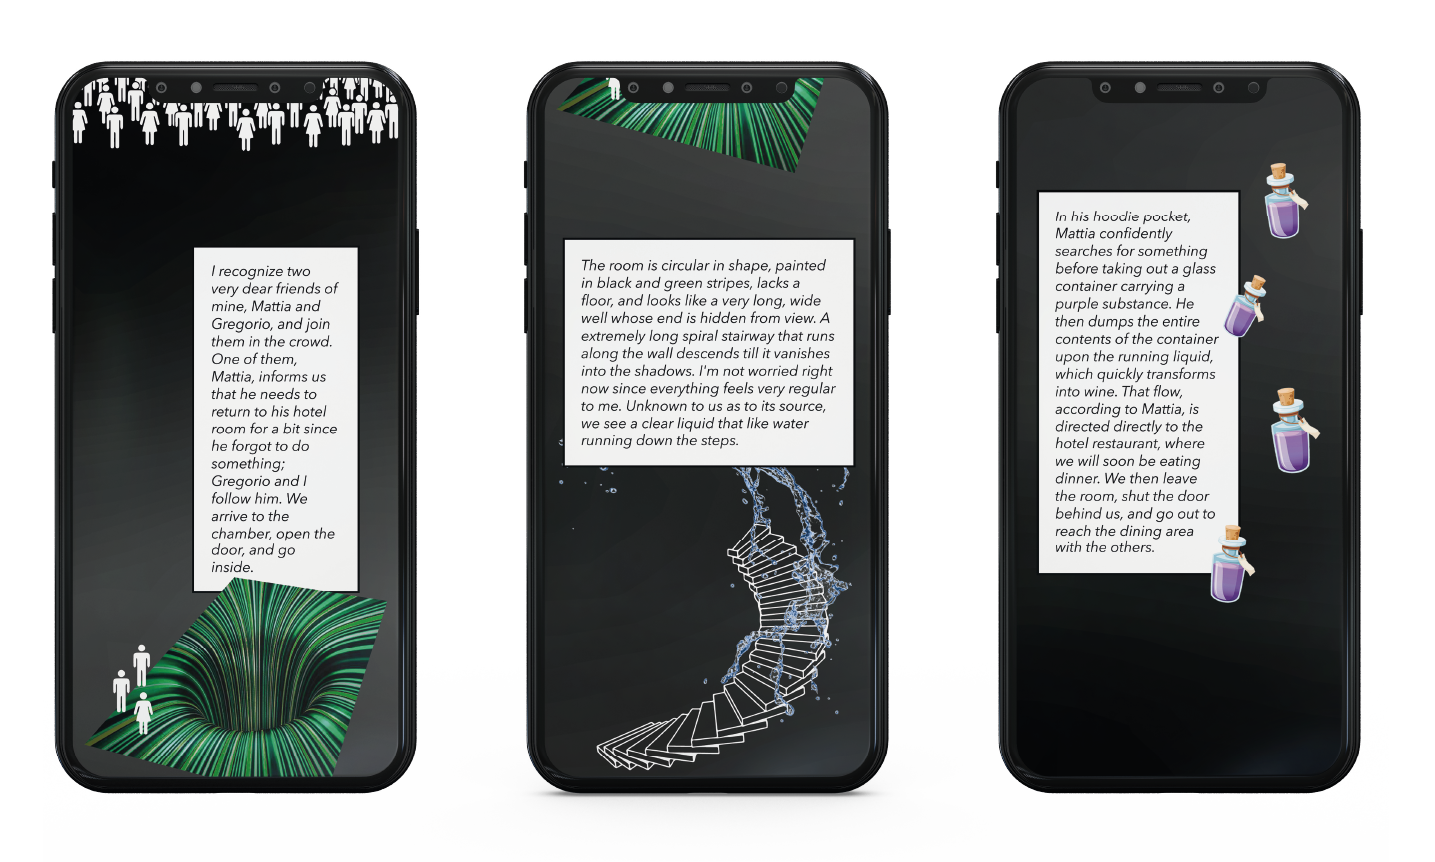 I recognize two
very dear friends of
mine, Mattia and
Gregorio, and join
them in the crowd.
One of them,
Mattia, informs us
that he needs to
return to his hotel
room for a bit since
he forgot to do
something;
Gregorio and I
follow him. We
arrive to the
chamber, open the
door, and go
inside.
The room is circular in shape, painted
in black and green stripes, lacks a
floor, and looks like a very long, wide
well whose end is hidden from view. A
extremely long spiral stairway that runs
along the wall descends till it vanishes
into the shadows. I'm not worried right
now since everything feels very regular
to me. Unknown to us as to its source,
we see a clear liquid that like water
running down the steps.
In his hoodie pocket,
Mattia confidently
searches for something
before taking out a glass
container carrying a
purple substance. He
then dumps the entire
contents of the container
upon the running liquid,
which quickly transforms
into wine. That flow,
according to Mattia, is
directed directly to the
hotel restaurant, where
we will soon be eating
dinner. We then leave
the room, shut the door
behind us, and go out to
reach the dining area
with the others.